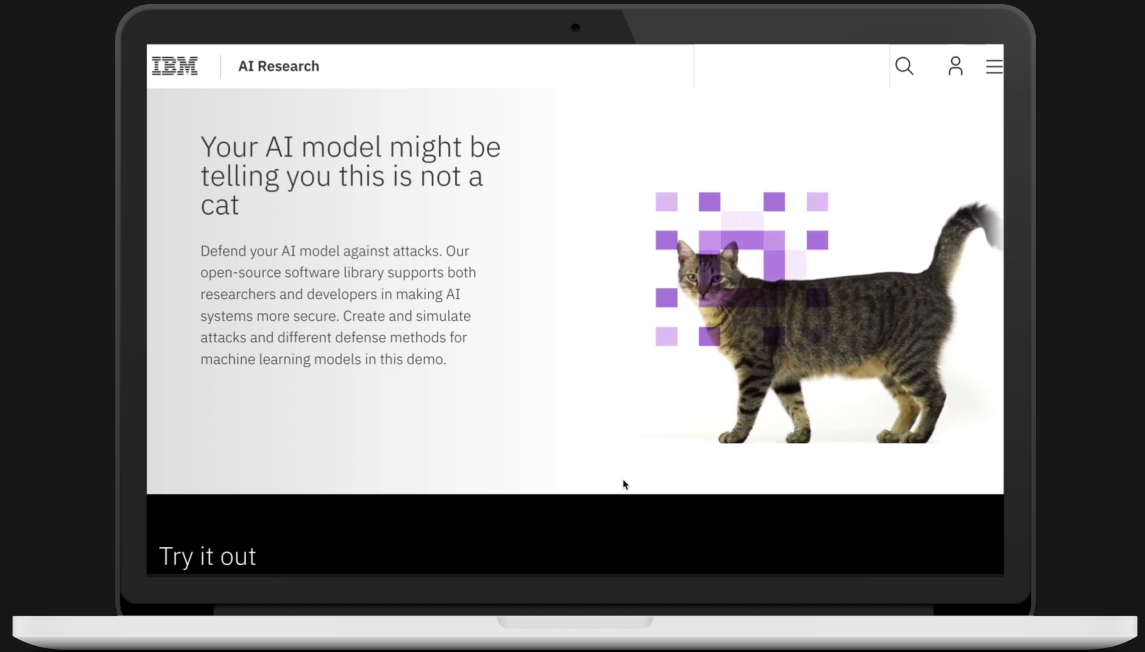 IBM
AI Research
Your AI model might be
telling you this is not a
cat
Defend your AI model against attacks. Our
open-source software library supports both
researchers and developers in making AI
systems more secure. Create and simulate
attacks and different defense methods for
machine learning models in this demo.
Try it out